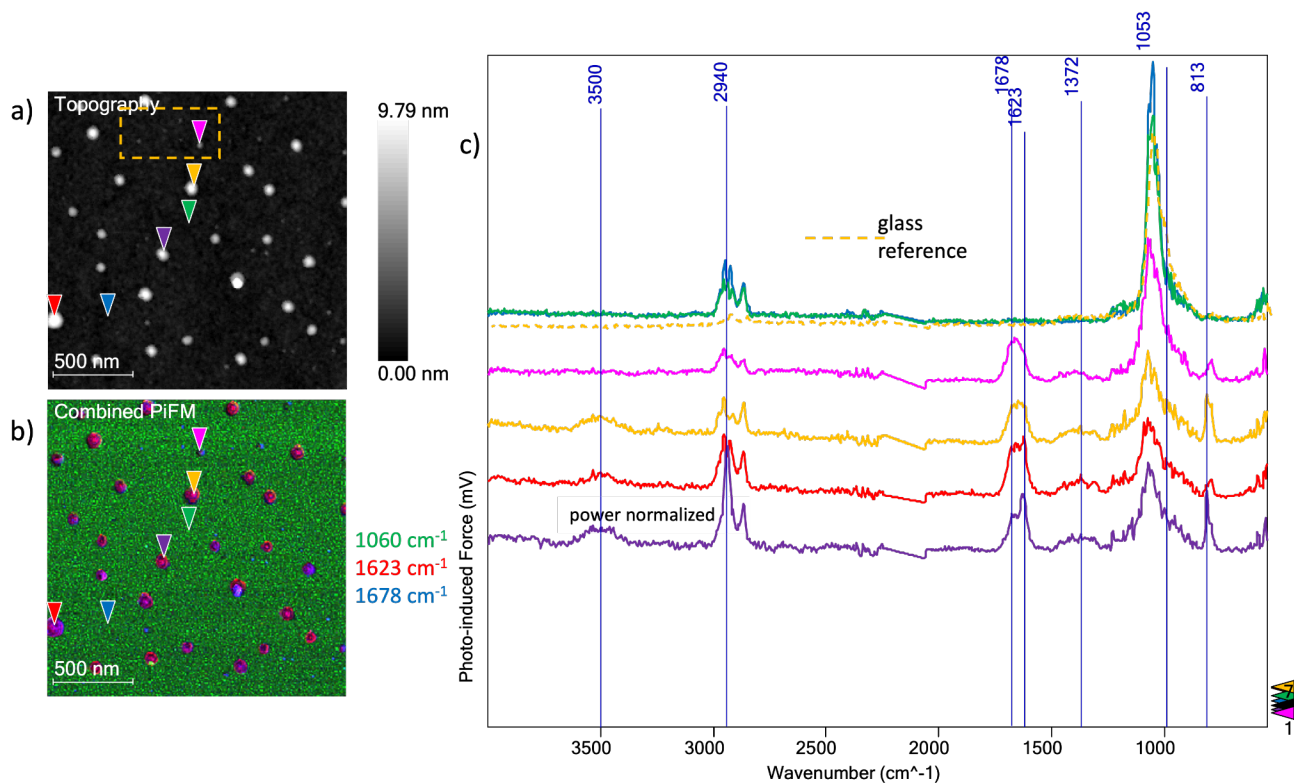 a)
Topography
9.79 nm
0.00 nm
500 nm
b)
Combined PiFM
1060 cm⁻¹
1623 cm⁻¹
1678 cm⁻¹
500 nm
c)
3500
2940
1678
1623
1372
1053
813
glass
reference
power normalized
Photo-induced Force (mV)
3500
3000
2500
2000
1500
1000
Wavenumber (cm^-1)
7
1